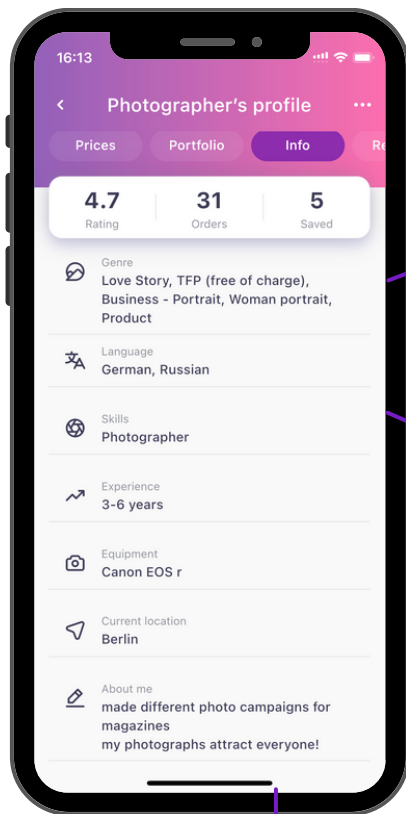 16:13
Photographer's profile
Prices Portfolio Info Re
4.7 31 5
Rating Orders Saved
Genre
Love Story, TFP (free of charge),
Business - Portrait, Woman portrait,
Product
Language
German, Russian
Skills
Photographer
Experience
3-6 years
Equipment
Canon EOS r
Current location
Berlin
About me
made different photo campaigns for
magazines
my photographs attract everyone!